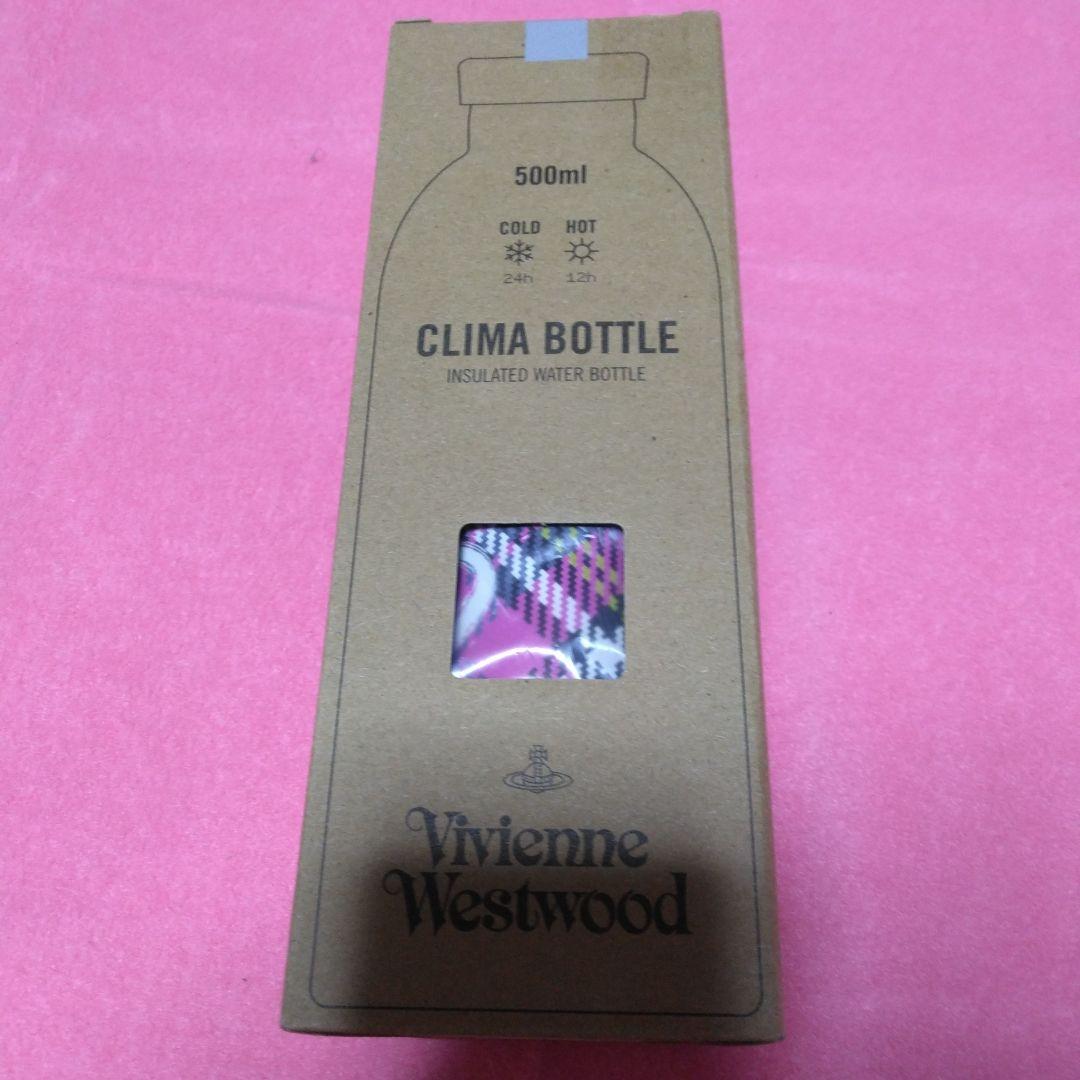 500ml
COLD HOT
24h 12h
CLIMA BOTTLE
INSULATED WATER BOTTLE
Vivienne
Westwood